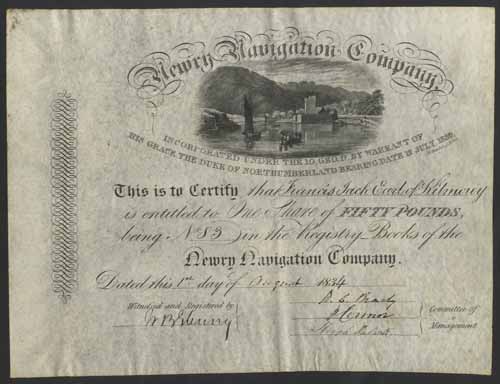 Newry Navigation Company.
INCORPORATED UNDER THE 10, GEO. IV. BY WARRANT OF
HIS GRACE THE DUKE OF NORTHUMBERLAND BEARING DATE 15 JULY 1829.
This is to Certify that Francis Jack Earl of Kilmorey
is entitled to One Share of FIFTY POUNDS,
being No 83 in the Registry Books of the
Newry Navigation Company.
Dated this 1st day of August 1834
Witnessed and Registered by
Committee of
Management